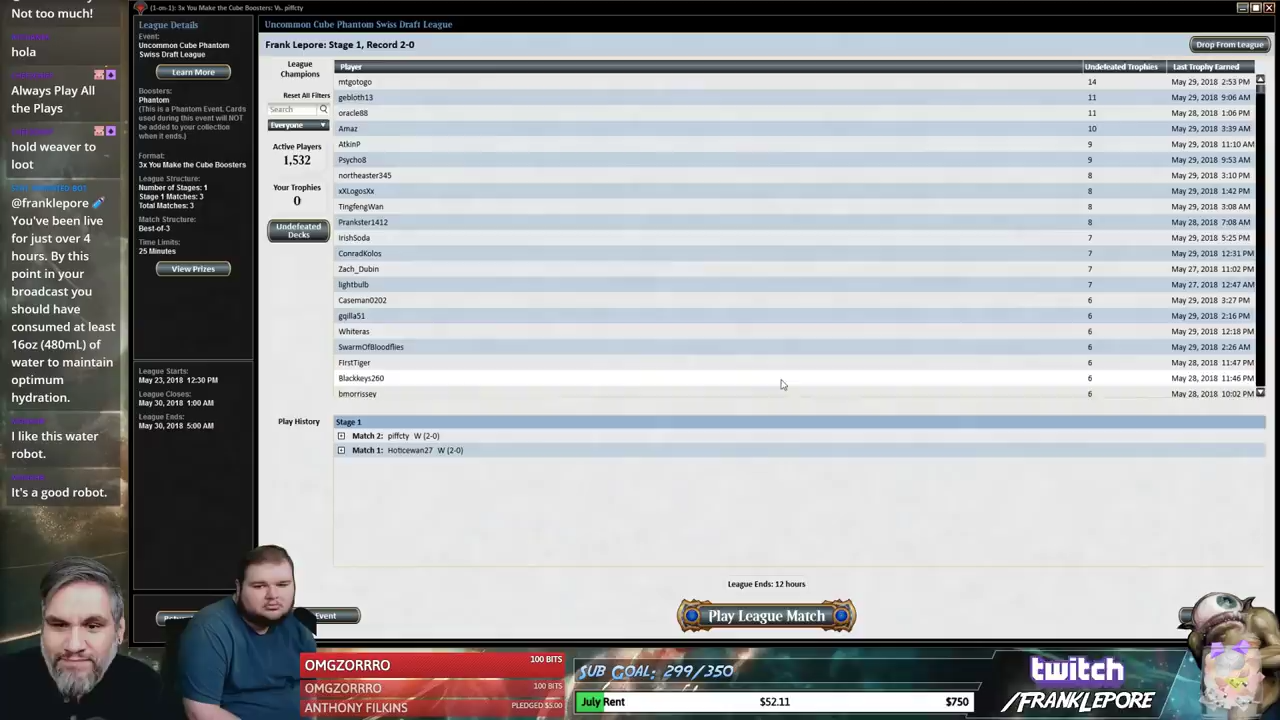 Not too much!
hola
Always Play All
the Plays
hold weaver to
loot
@franklepore
You've been live
for just over 4
hours. By this
point in your
broadcast you
should have
consumed at least
16oz (480mL) of
water to maintain
optimum
hydration.
I like this water
robot.
It's a good robot.
(1-on-1): 3x You Make the Cube Boosters: Vs. piffcty
League Details
Event:
Uncommon Cube Phantom
Swiss Draft League
Learn More
Boosters:
Phantom
(This is a Phantom Event. Cards
used during this event will NOT
be added to your collection
when it ends.)
Format:
3x You Make the Cube Boosters
League Structure:
Number of Stages: 1
Stage 1 Matches: 3
Total Matches: 3
Match Structure:
Best-of-3
Time Limits:
25 Minutes
View Prizes
League Starts:
May 23, 2018 12:30 PM
League Closes:
May 30, 2018 1:00 AM
League Ends:
May 30, 2018 5:00 AM
Uncommon Cube Phantom Swiss Draft League
Frank Lepore: Stage 1, Record 2-0
Drop From League
League
Champions
Reset All Filters
Search
Everyone
Active Players
1,532
Your Trophies
0
Undefeated
Decks
Player Undefeated Trophies Last Trophy Earned
mtgotogo 14 May 29, 2018 2:53 PM
gebloth13 11 May 29, 2018 9:06 AM
oracle88 11 May 28, 2018 1:06 PM
Amaz 10 May 29, 2018 3:39 AM
AtkinP 9 May 29, 2018 11:10 AM
Psycho8 9 May 29, 2018 9:53 AM
northeaster345 8 May 29, 2018 3:10 PM
xXLogosXx 8 May 29, 2018 1:42 PM
TingfengWan 8 May 29, 2018 3:08 AM
Prankster1412 8 May 28, 2018 7:08 AM
IrishSoda 7 May 29, 2018 5:25 PM
ConradKolos 7 May 29, 2018 12:31 PM
Zach_Dubin 7 May 27, 2018 11:02 PM
lightbulb 7 May 27, 2018 12:47 AM
Caseman0202 6 May 29, 2018 3:27 PM
gqilla51 6 May 29, 2018 2:16 PM
Whiteras 6 May 29, 2018 12:18 PM
SwarmOfBloodflies 6 May 29, 2018 2:26 AM
FirstTiger 6 May 28, 2018 11:47 PM
Blackkeys260 6 May 28, 2018 11:46 PM
bmorrissey 6 May 28, 2018 10:02 PM
Play History
Stage 1
Match 2: piffcty W (2-0)
Match 1: Hoticewan27 W (2-0)
League Ends: 12 hours
Event
Play League Match
OMGZORRRO 100 BITS
OMGZORRRO 100 BITS
ANTHONY FILKINS PLEDGED $5.00
SUB GOAL: 299/350
July Rent $52.11 $750
twitch
/FRANKLEPORE